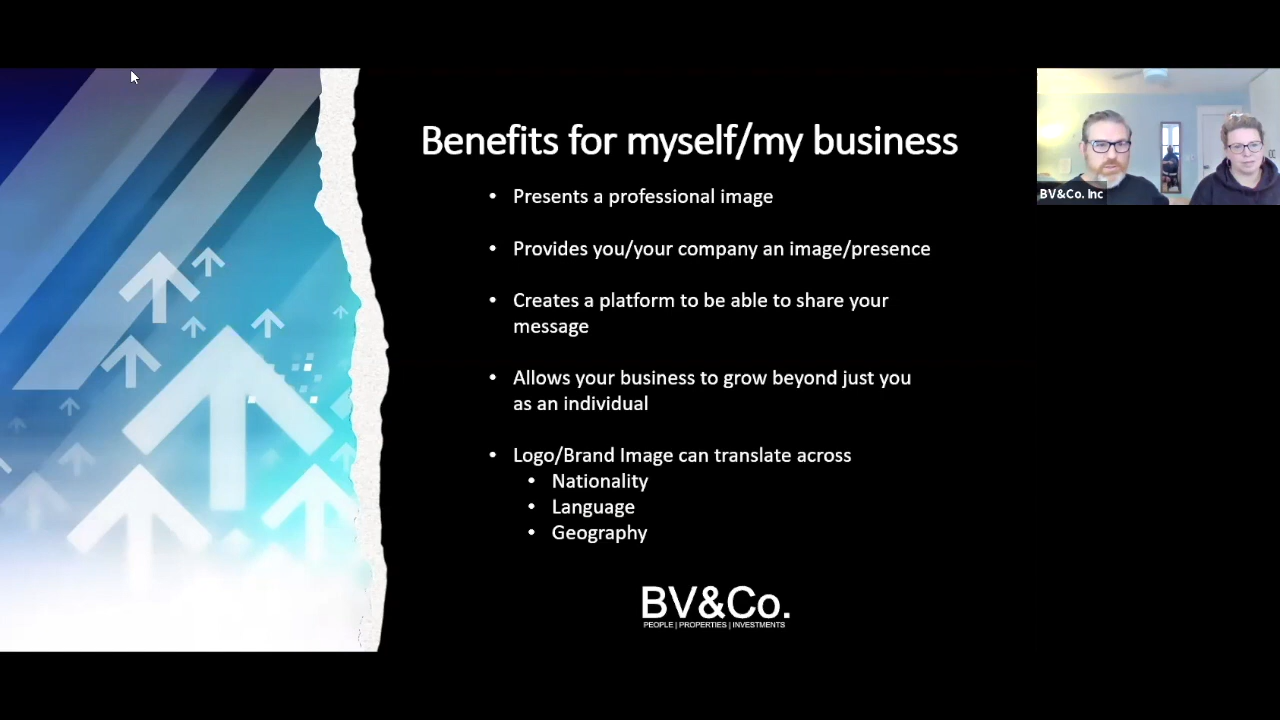 Benefits for myself/my business
• Presents a professional image
• Provides you/your company an image/presence
• Creates a platform to be able to share your
message
• Allows your business to grow beyond just you
as an individual
• Logo/Brand Image can translate across
• Nationality
• Language
• Geography
BV&Co.
PEOPLE | PROPERTIES | INVESTMENTS
BV&Co. Inc